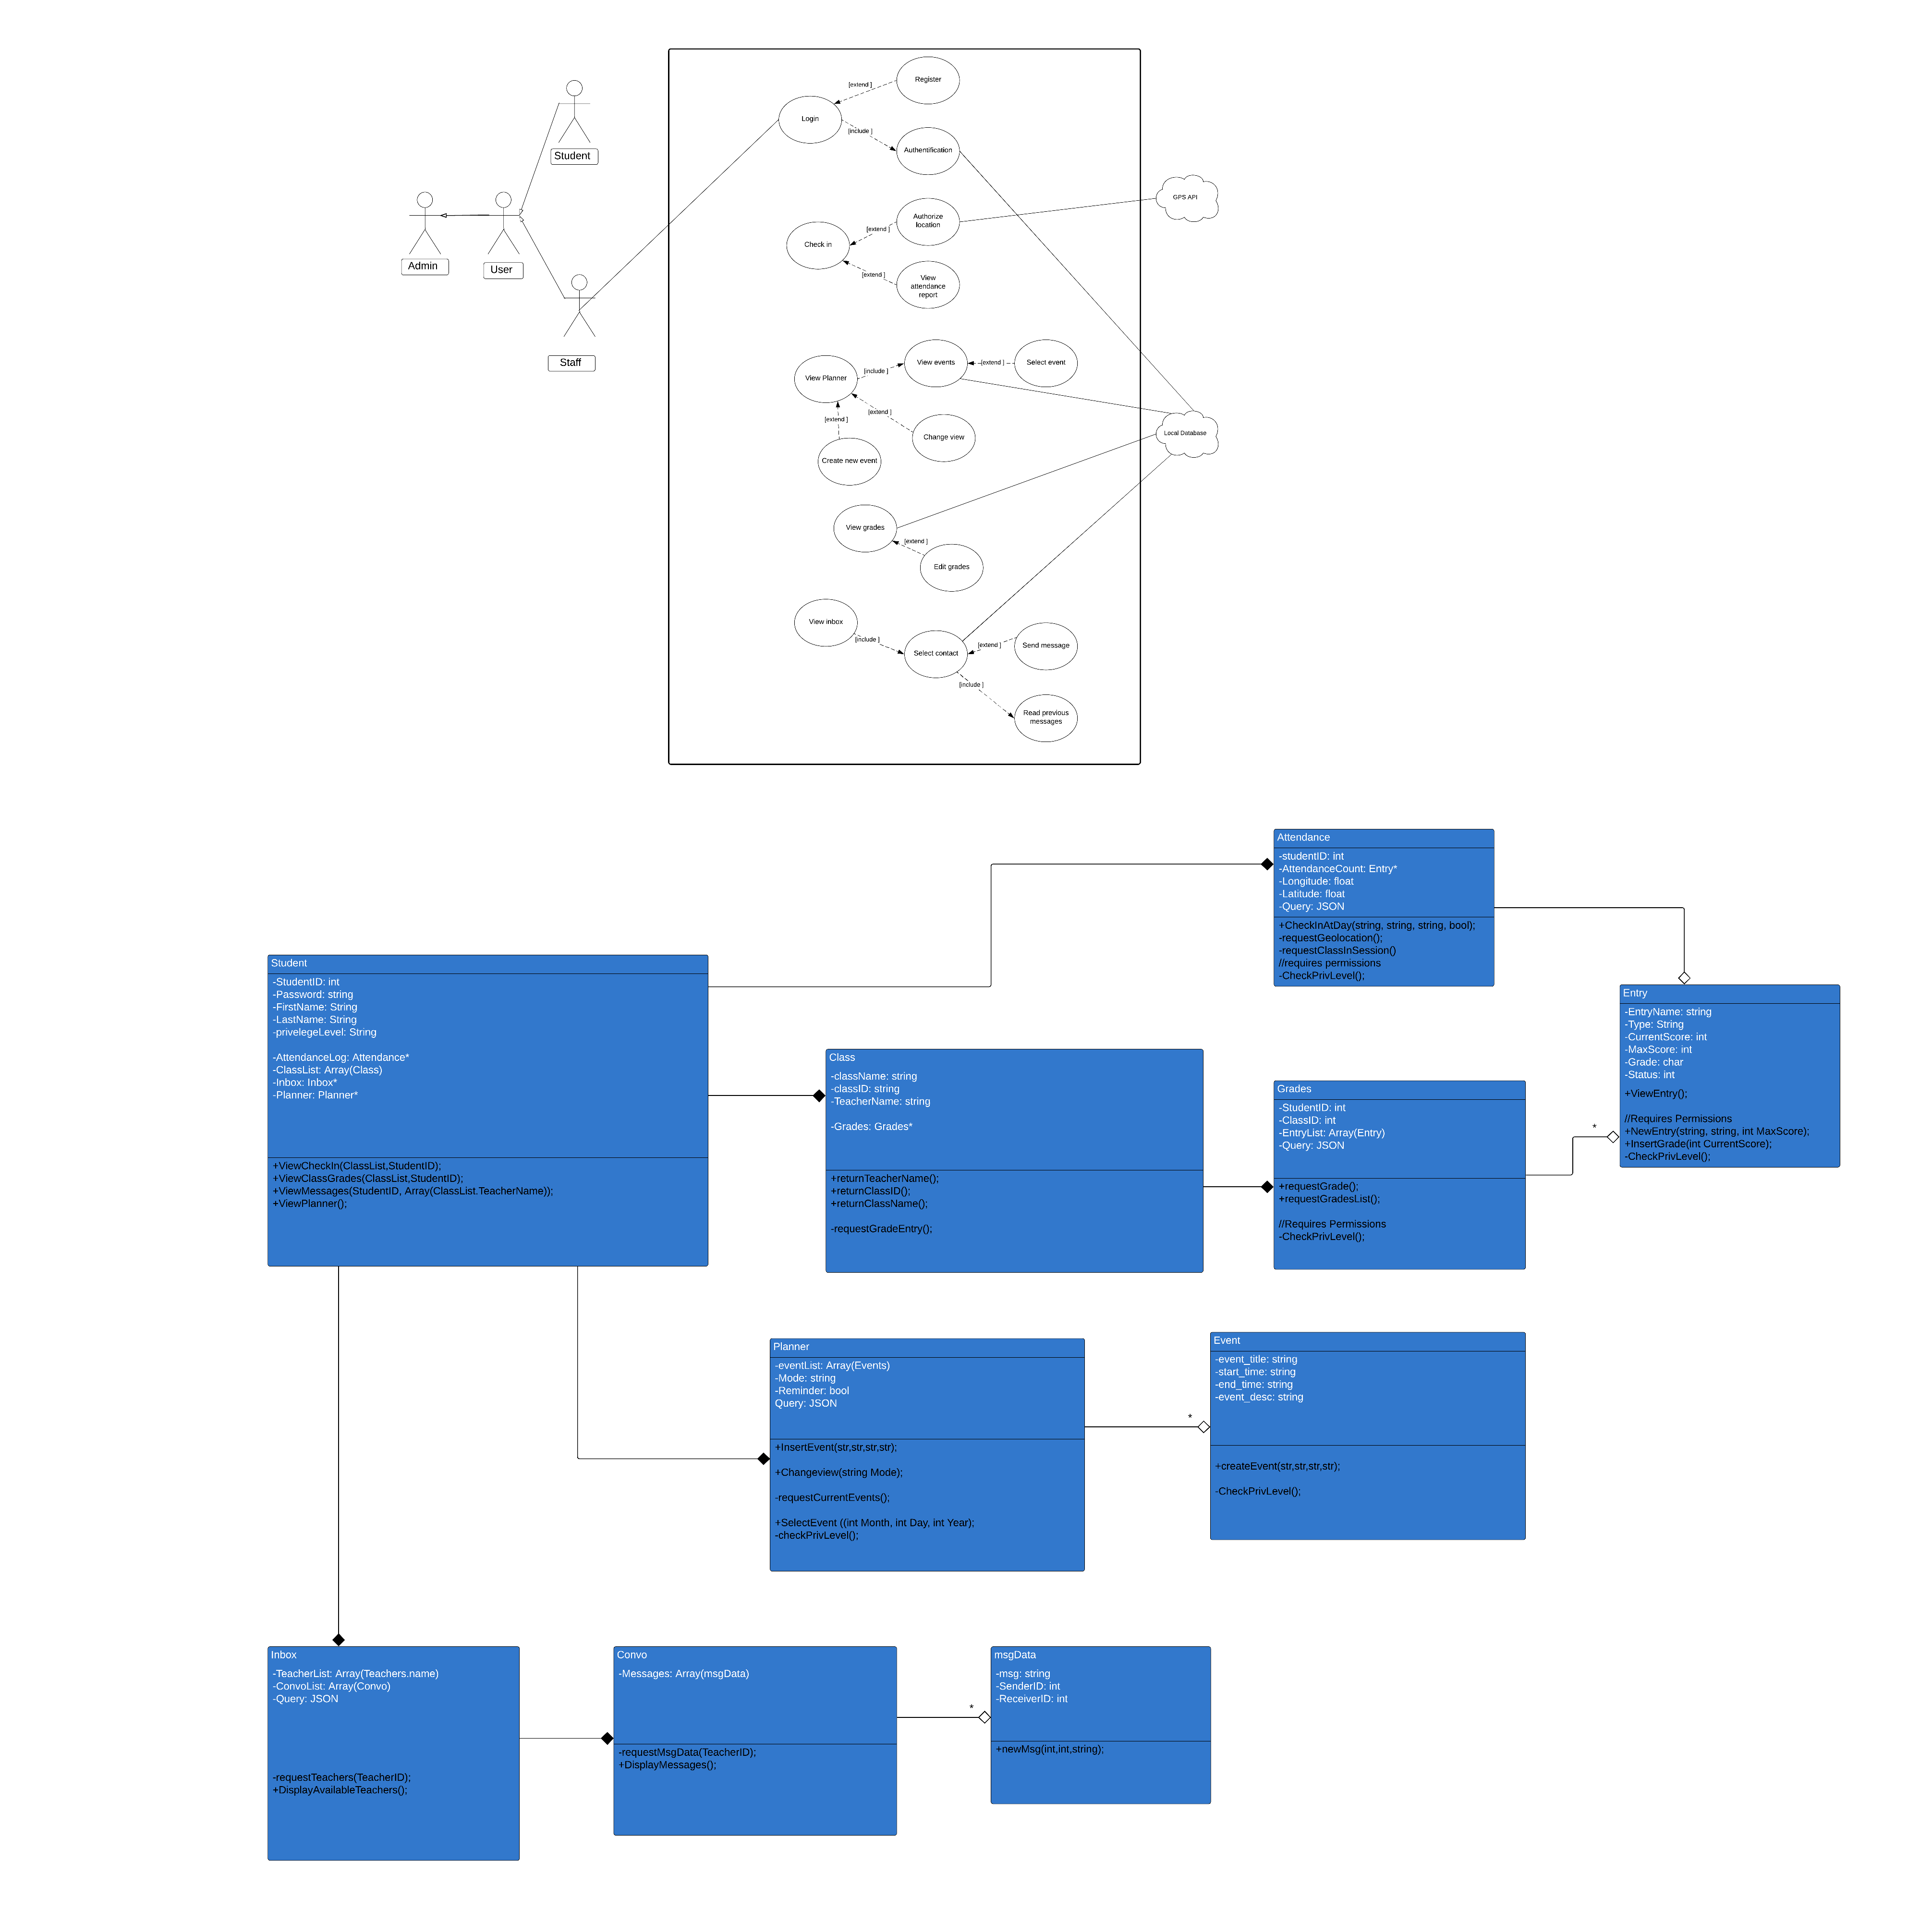 Register
[extend ]
Login
[include ]
Authentification
Student
GPS API
Authorize
location
[extend ]
Check in
Admin
User
[extend ]
View
attendance
report
Staff
View events
[extend ]
Select event
View Planner
[include ]
[extend ]
[extend ]
Change view
Local Database
Create new event
View grades
[extend ]
Edit grades
View inbox
[include ]
Select contact
[extend ]
Send message
[include ]
Read previous
messages
Attendance
-studentID: int
-AttendanceCount: Entry*
-Longitude: float
-Latitude: float
-Query: JSON
+CheckInAtDay(string, string, string, bool);
-requestGeolocation();
-requestClassInSession()
//requires permissions
-CheckPrivLevel();
Student
-StudentID: int
-Password: string
-FirstName: String
-LastName: String
-privelegeLevel: String
-AttendanceLog: Attendance*
-ClassList: Array(Class)
-Inbox: Inbox*
-Planner: Planner*
+ViewCheckIn(ClassList,StudentID);
+ViewClassGrades(ClassList,StudentID);
+ViewMessages(StudentID, Array(ClassList.TeacherName));
+ViewPlanner();
Class
-className: string
-classID: string
-TeacherName: string
-Grades: Grades*
+returnTeacherName();
+returnClassID();
+returnClassName();
-requestGradeEntry();
Grades
-StudentID: int
-ClassID: int
-EntryList: Array(Entry)
-Query: JSON
+requestGrade();
+requestGradesList();
//Requires Permissions
-CheckPrivLevel();
*
Entry
-EntryName: string
-Type: String
-CurrentScore: int
-MaxScore: int
-Grade: char
-Status: int
+ViewEntry();
//Requires Permissions
+NewEntry(string, string, int MaxScore);
+InsertGrade(int CurrentScore);
-CheckPrivLevel();
Planner
-eventList: Array(Events)
-Mode: string
-Reminder: bool
Query: JSON
+InsertEvent(str,str,str,str);
+Changeview(string Mode);
-requestCurrentEvents();
+SelectEvent ((int Month, int Day, int Year);
-checkPrivLevel();
*
Event
-event_title: string
-start_time: string
-end_time: string
-event_desc: string
+createEvent(str,str,str,str);
-CheckPrivLevel();
Inbox
-TeacherList: Array(Teachers.name)
-ConvoList: Array(Convo)
-Query: JSON
-requestTeachers(TeacherID);
+DisplayAvailableTeachers();
Convo
-Messages: Array(msgData)
-requestMsgData(TeacherID);
+DisplayMessages();
*
msgData
-msg: string
-SenderID: int
-ReceiverID: int
+newMsg(int,int,string);